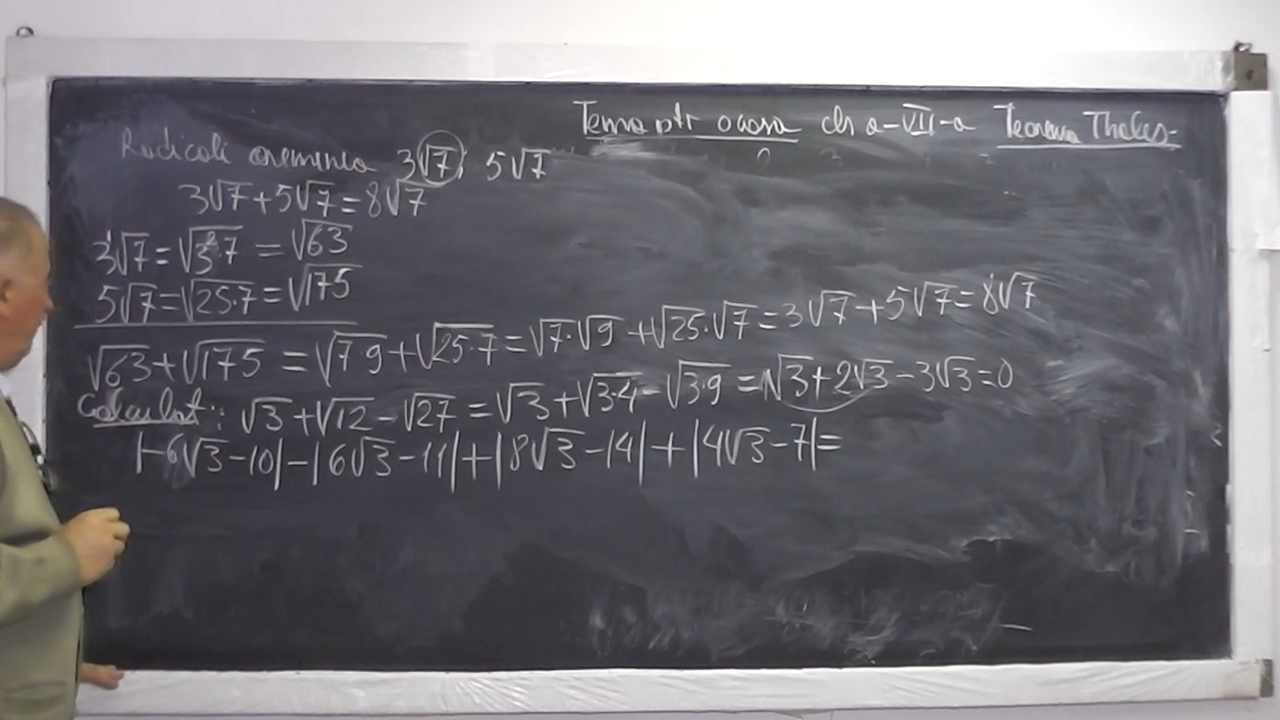 Tema ptr acasa cls a-VII-a Teorema Thales-
Radicali asemenea 3√7; 5√7
3√7+5√7=8√7
3√7=√3²·7=√63
5√7=√25·7=√175
√63+√175=√7·9+√25·7=√7·√9+√25·√7=3√7+5√7=8√7
Calculat: √3+√12-√27=√3+√3·4-√3·9=√3+2√3-3√3=0
|-6√3-10|-|6√3-11|+|8√3-14|+|4√3-7|=